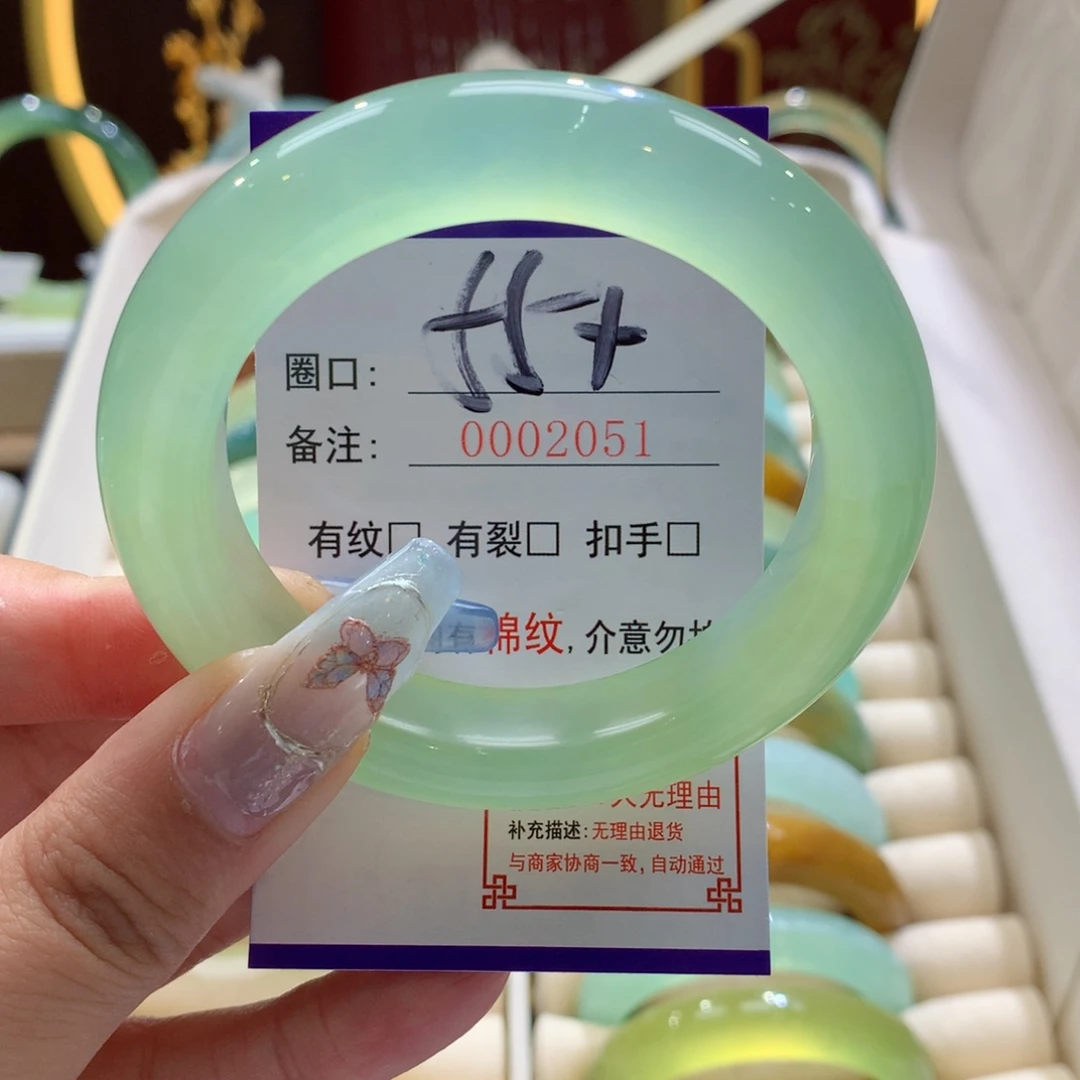 圈口:
备注: 0002051
有纹□ 有裂□ 扣手□
有棉纹, 介意勿
无理由
补充描述: 无理由退货
与商家协商一致, 自动通过